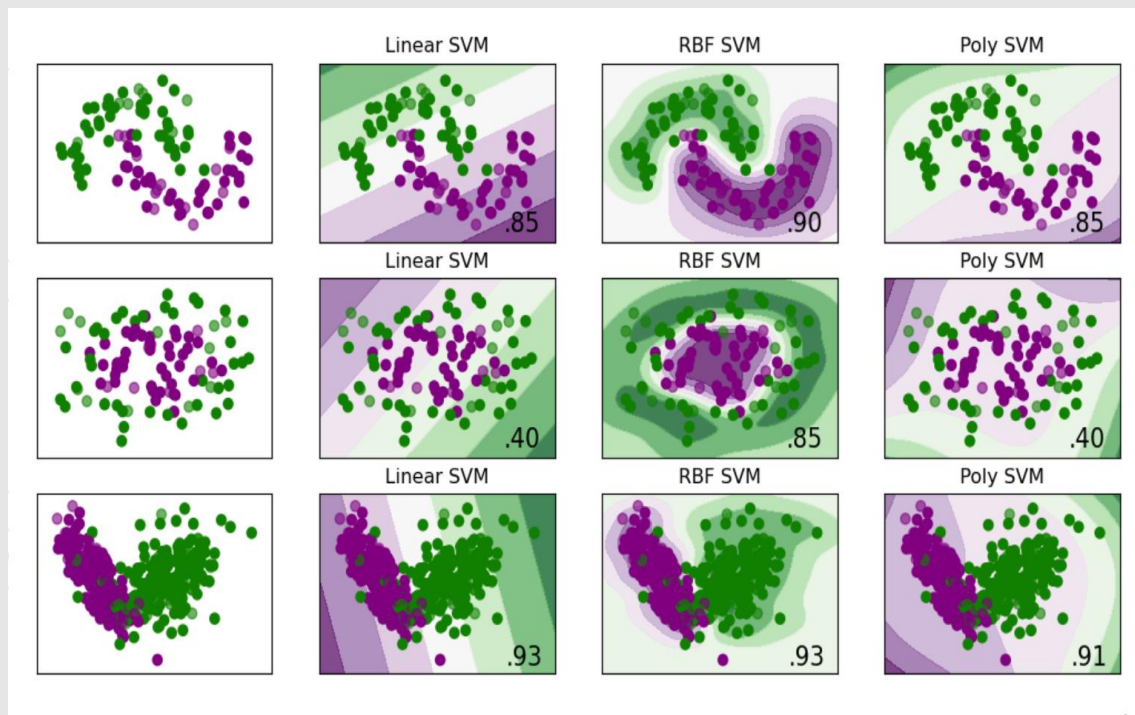 Linear SVM
RBF SVM
Poly SVM
.85
.90
.85
Linear SVM
RBF SVM
Poly SVM
.40
.85
.40
Linear SVM
RBF SVM
Poly SVM
.93
.93
.91